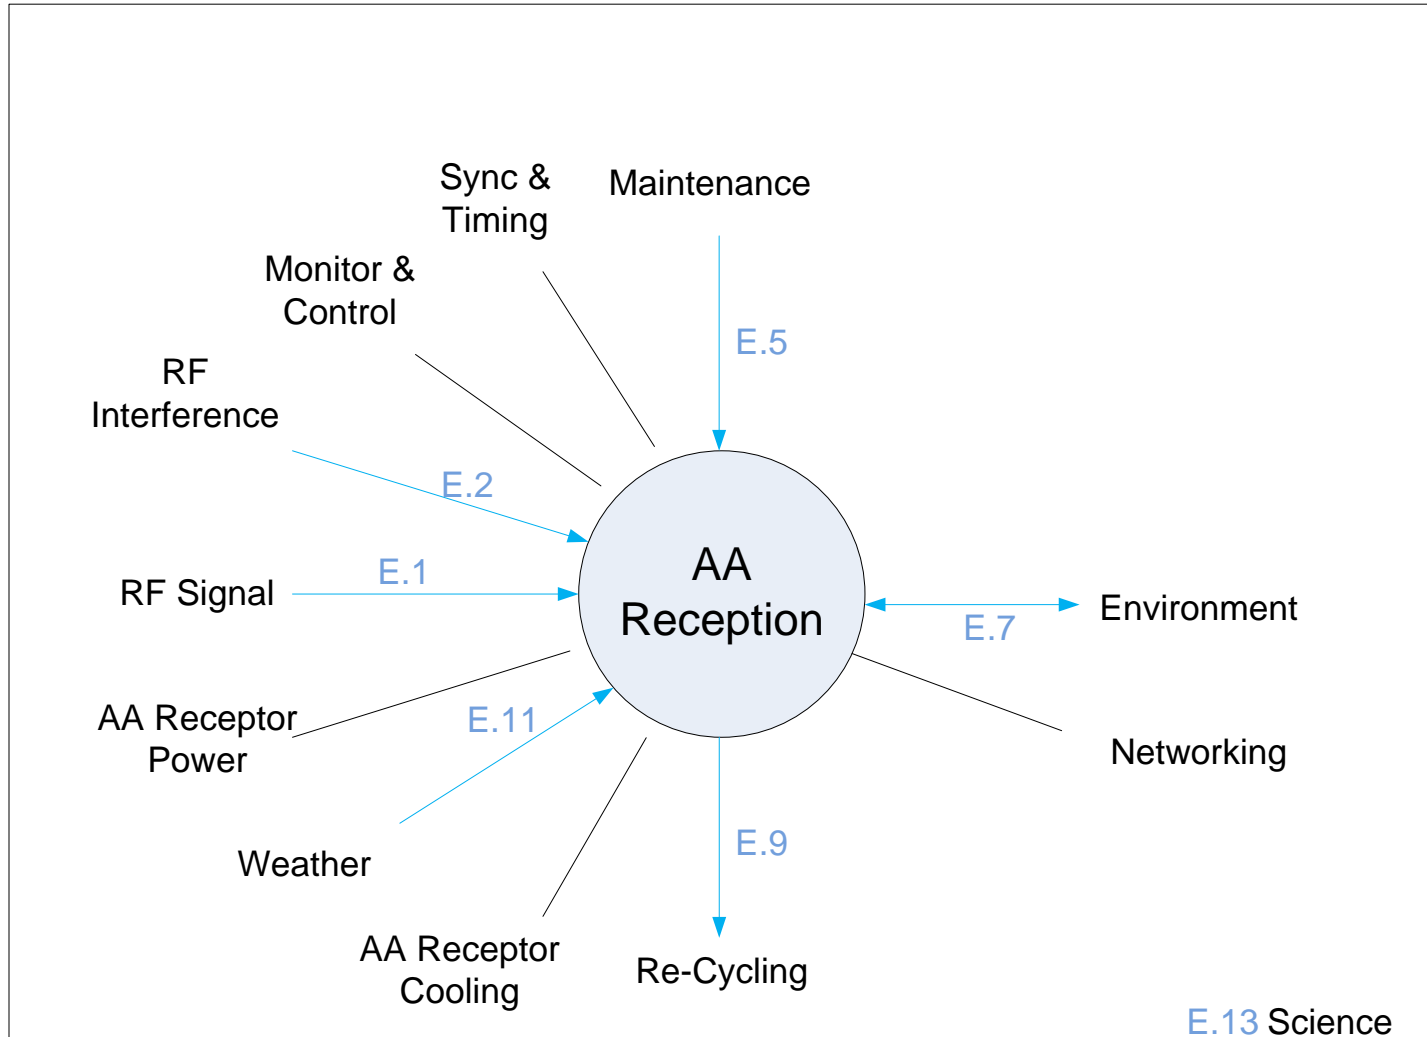 Sync &
Timing
Maintenance
Monitor &
Control
E.5
RF
Interference
E.2
E.1
RF Signal
AA
Reception
E.7
Environment
AA Receptor
Power
E.11
Networking
Weather
E.9
AA Receptor
Cooling
Re-Cycling
E.13 Science